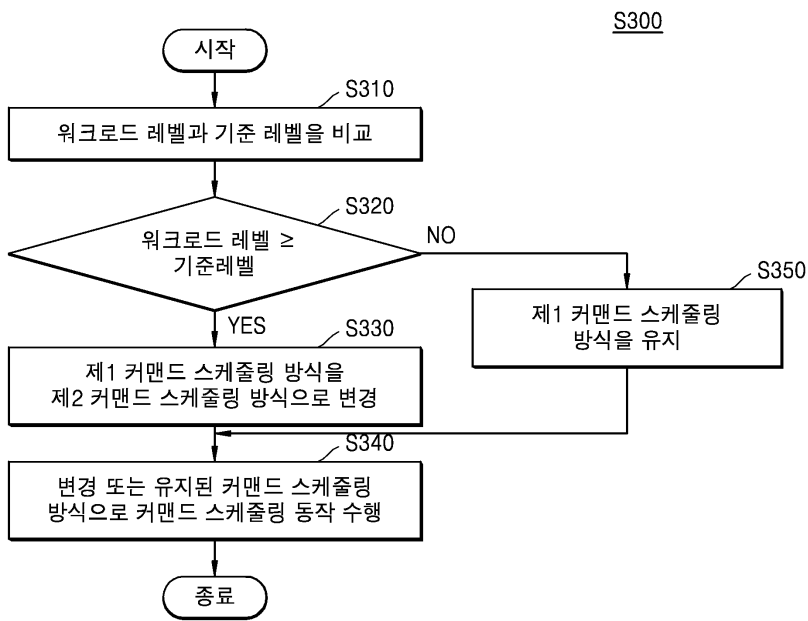 S300
시작
S310
워크로드 레벨과 기준 레벨을 비교
S320
워크로드 레벨 ≥
기준레벨
NO
YES
S350
제1 커맨드 스케줄링
방식을 유지
S330
제1 커맨드 스케줄링 방식을
제2 커맨드 스케줄링 방식으로 변경
S340
변경 또는 유지된 커맨드 스케줄링
방식으로 커맨드 스케줄링 동작 수행
종료